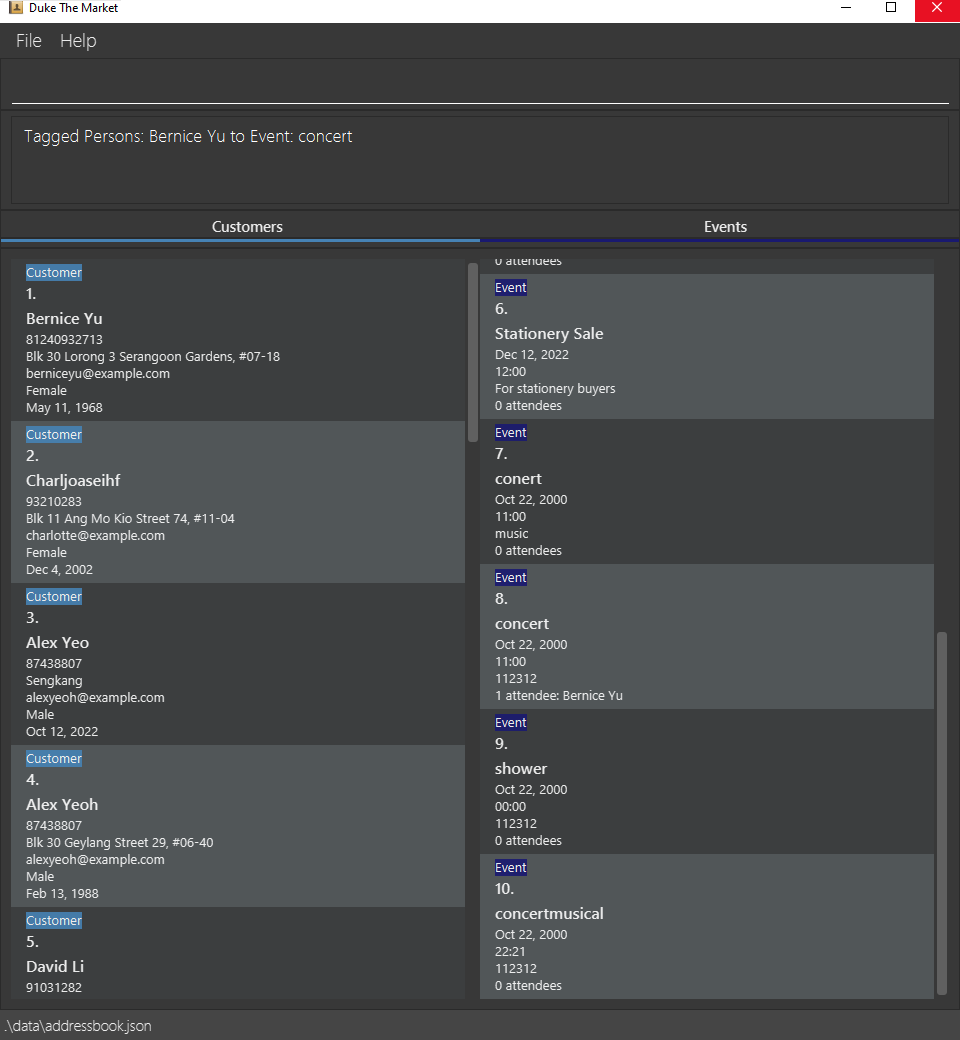 Duke The Market
File Help
Tagged Persons: Bernice Yu to Event: concert
Customers
Events
Customer
1.
Bernice Yu
81240932713
Blk 30 Lorong 3 Serangoon Gardens, #07-18
berniceyu@example.com
Female
May 11, 1968
Customer
2.
Charljoaseihf
93210283
Blk 11 Ang Mo Kio Street 74, #11-04
charlotte@example.com
Female
Dec 4, 2002
Customer
3.
Alex Yeo
87438807
Sengkang
alexyeoh@example.com
Male
Oct 12, 2022
Customer
4.
Alex Yeoh
87438807
Blk 30 Geylang Street 29, #06-40
alexyeoh@example.com
Male
Feb 13, 1988
Customer
5.
David Li
91031282
0 attendees
Event
6.
Stationery Sale
Dec 12, 2022
12:00
For stationery buyers
0 attendees
Event
7.
conert
Oct 22, 2000
11:00
music
0 attendees
Event
8.
concert
Oct 22, 2000
11:00
112312
1 attendee: Bernice Yu
Event
9.
shower
Oct 22, 2000
00:00
112312
0 attendees
Event
10.
concertmusical
Oct 22, 2000
22:21
112312
0 attendees
.\data\addressbook.json